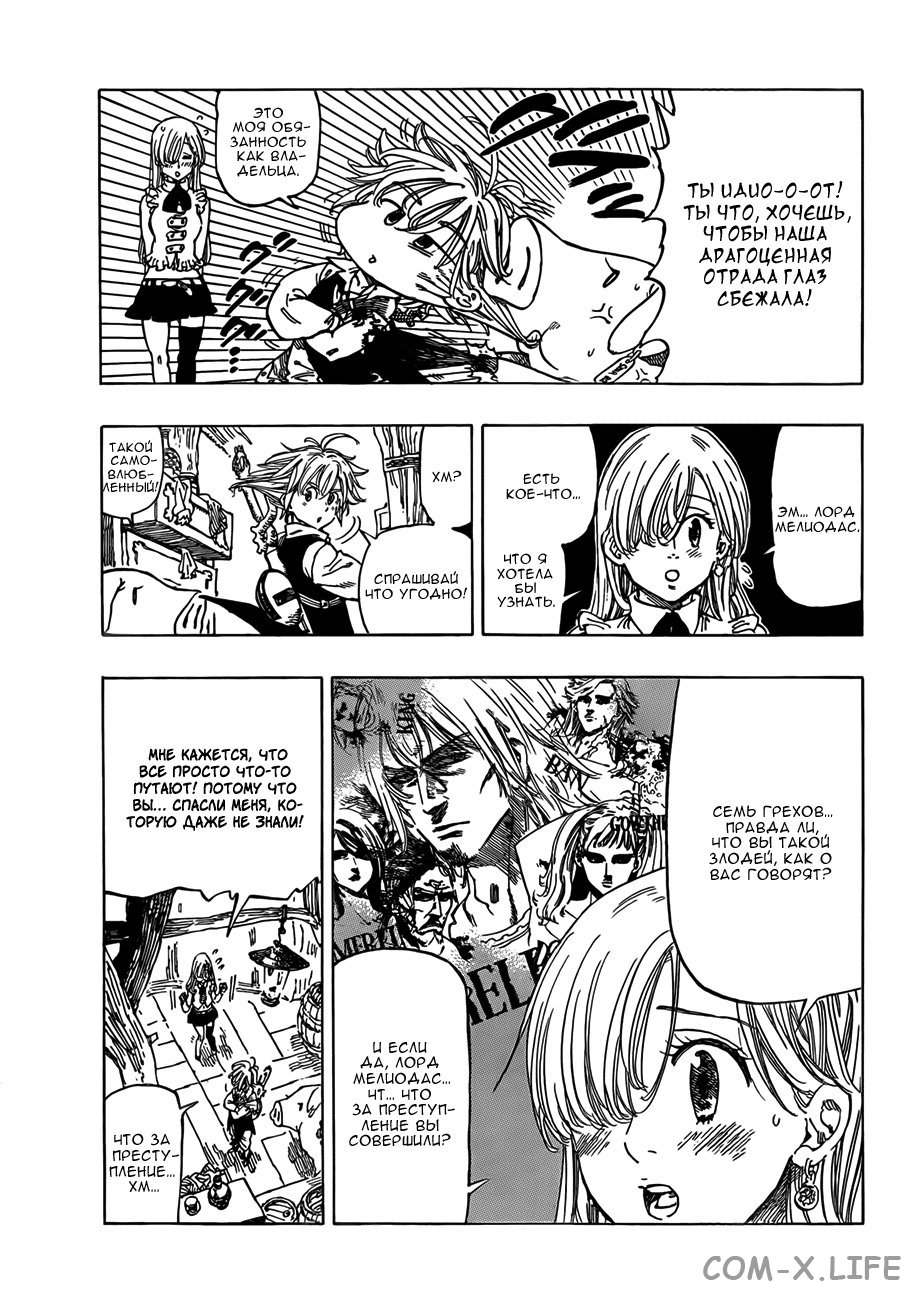 ТЫ ИДИО-О-ОТ!
ТЫ ЧТО, ХОЧЕШЬ,
ЧТОБЫ НАША
ДРАГОЦЕННАЯ
ОТРАДА ГЛАЗ
СБЕЖАЛА!
ЭТО
МОЯ ОБЯ-
ЗАННОСТЬ
КАК ВЛА-
ДЕЛЬЦА.
ЭМ... ЛОРД
МЕЛИОДАС.
ЕСТЬ
КОЕ-ЧТО...
ЧТО Я
ХОТЕЛА
БЫ
УЗНАТЬ.
ХМ?
СПРАШИВАЙ
ЧТО УГОДНО!
ТАКОЙ
САМО-
ВЛЮБ-
ЛЕННЫЙ!
СЕМЬ ГРЕХОВ...
ПРАВДА ЛИ,
ЧТО ВЫ ТАКОЙ
ЗЛОДЕЙ, КАК О
ВАС ГОВОРЯТ?
KING
MERLI
И ЕСЛИ
ДА, ЛОРД
МЕЛИОДАС...
ЧТ... ЧТО
ЗА ПРЕСТУП-
ЛЕНИЕ ВЫ
СОВЕРШИЛИ?
МНЕ КАЖЕТСЯ, ЧТО
ВСЕ ПРОСТО ЧТО-ТО
ПУТАЮТ! ПОТОМУ ЧТО
ВЫ... СПАСЛИ МЕНЯ, КО-
ТОРУЮ ДАЖЕ НЕ ЗНАЛИ!
ЧТО ЗА
ПРЕСТУ-
ПЛЕНИЕ...
ХМ...
COM-X.LIFE